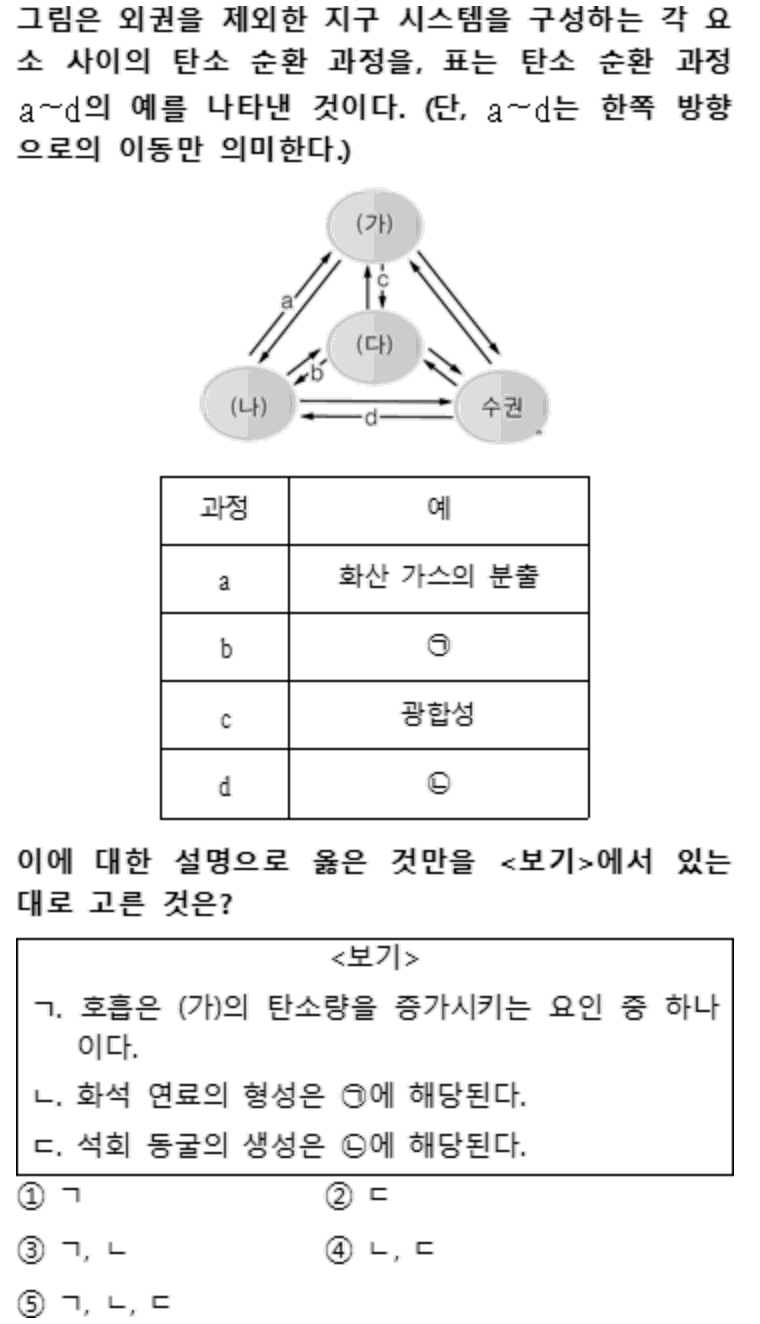 그림은 외권을 제외한 지구 시스템을 구성하는 각 요
소 사이의 탄소 순환 과정을, 표는 탄소 순환 과정
a~d의 예를 나타낸 것이다. (단, a~d는 한쪽 방향
으로의 이동만 의미한다.)
(가)
a
c
(다)
b
(나)
수권
d
과정 예
a 화산 가스의 분출
b ㉠
c 광합성
d ㉡
이에 대한 설명으로 옳은 것만을 <보기>에서 있는
대로 고른 것은?
<보기>
ㄱ. 호흡은 (가)의 탄소량을 증가시키는 요인 중 하나
이다.
ㄴ. 화석 연료의 형성은 ㉠에 해당된다.
ㄷ. 석회 동굴의 생성은 ㉡에 해당된다.
① ㄱ ② ㄷ
③ ㄱ, ㄴ ④ ㄴ, ㄷ
⑤ ㄱ, ㄴ, ㄷ